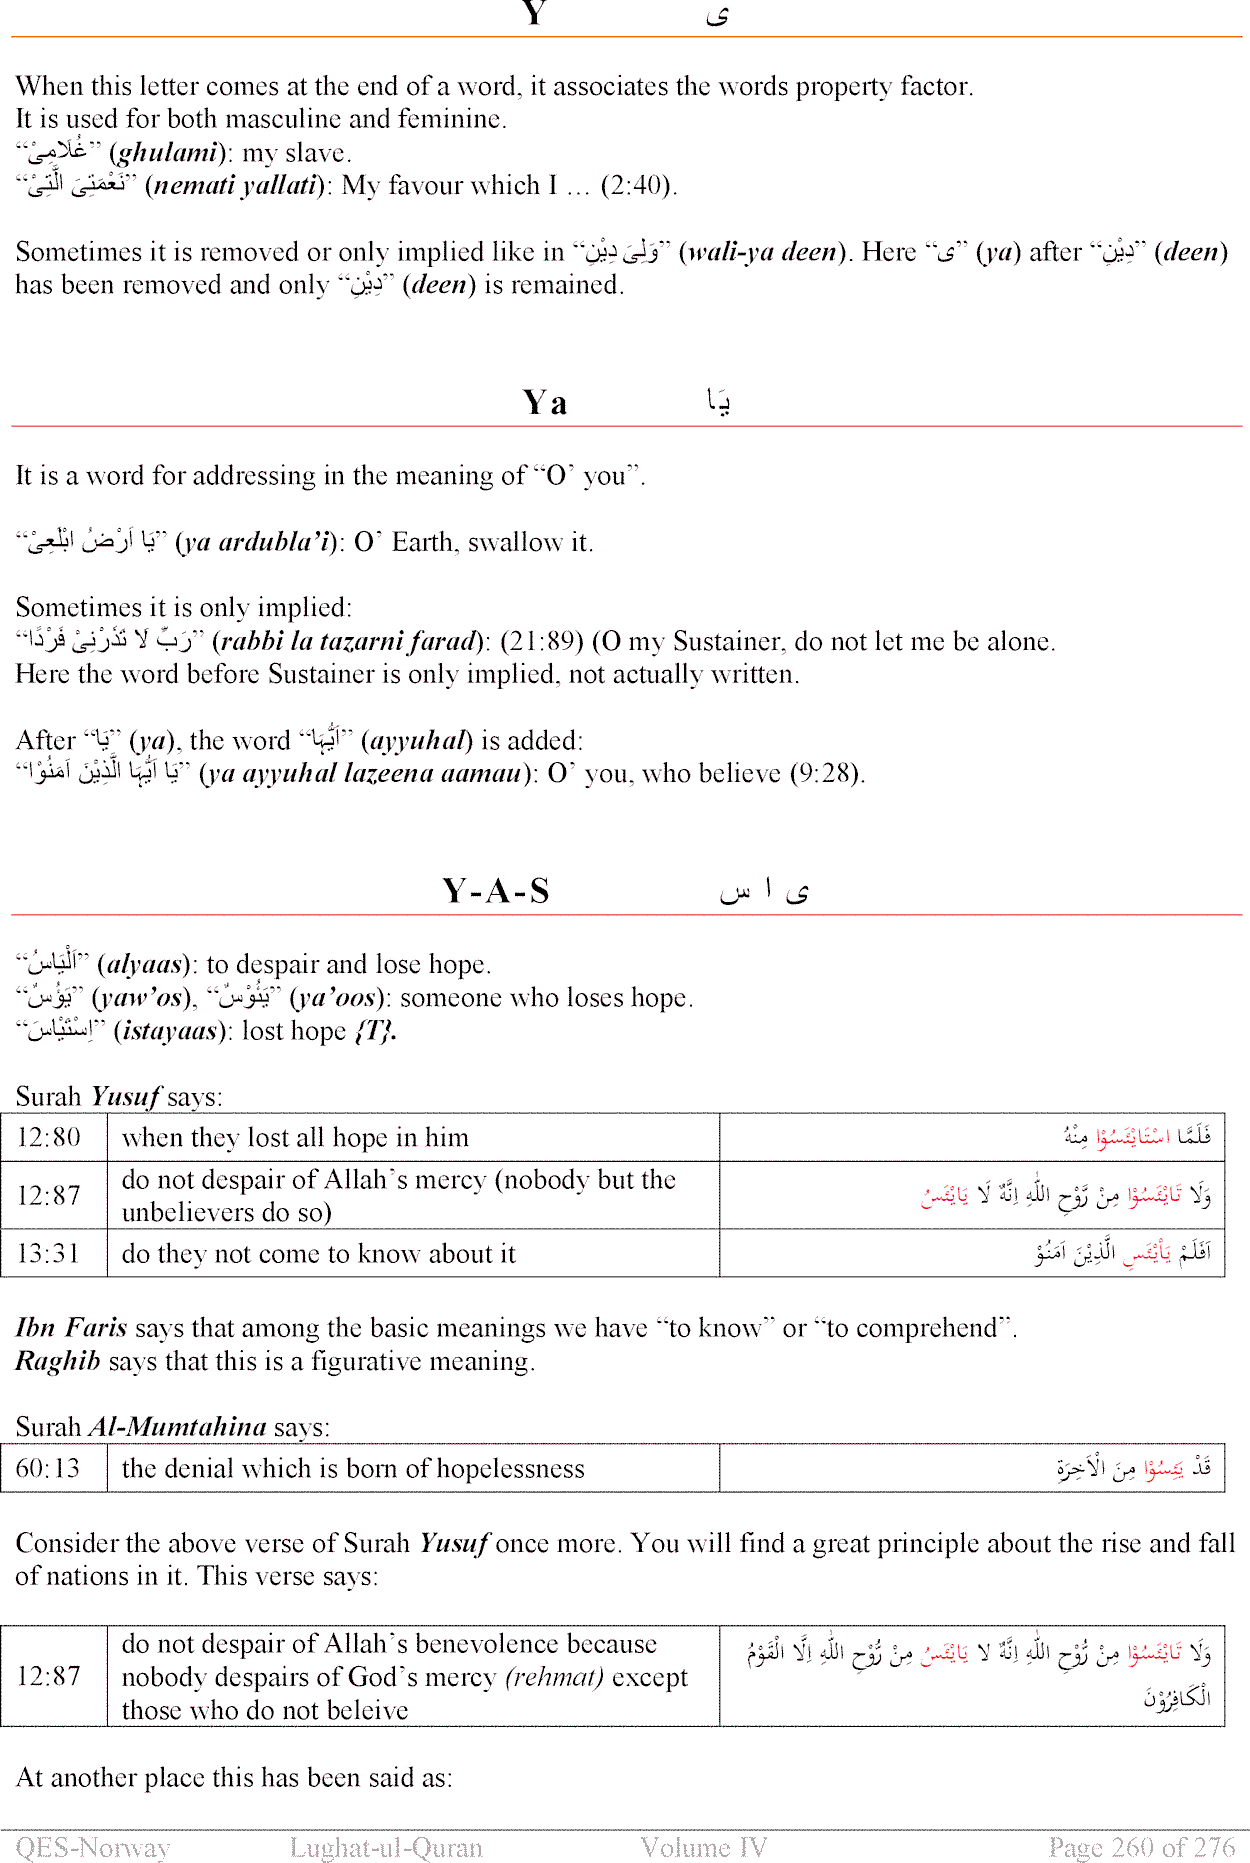 Y ی
When this letter comes at the end of a word, it associates the words property factor.
It is used for both masculine and feminine.
“غُلَامِیْ” (ghulami): my slave.
“نَعْمَتِیَ الَّتِیْ” (nemati yallati): My favour which I … (2:40).
Sometimes it is removed or only implied like in “وَلِیَ دِیْنِ” (wali-ya deen). Here “ی” (ya) after “دِیْنِ” (deen)
has been removed and only “دِیْنِ” (deen) is remained.
Ya یَا
It is a word for addressing in the meaning of “O’ you”.
“یَا اَرْضُ ابْلَعِیْ” (ya ardubla’i): O’ Earth, swallow it.
Sometimes it is only implied:
“رَبِّ لَا تَذَرْنِیْ فَرْدًا” (rabbi la tazarni farad): (21:89) (O my Sustainer, do not let me be alone.
Here the word before Sustainer is only implied, not actually written.
After “یَا” (ya), the word “اَیُّہَا” (ayyuhal) is added:
“یَا اَیُّہَا الَّذِیْنَ اَمَنُوْا” (ya ayyuhal lazeena aamau): O’ you, who believe (9:28).
Y-A-S ی ا س
“اَلْیَاسُ” (alyaas): to despair and lose hope.
“یَؤُسٌ” (yaw’os), “یَئُوْسٌ” (ya’oos): someone who loses hope.
“اِسْتَیْاسَ” (istayaas): lost hope {T}.
Surah Yusuf says:
12:80 when they lost all hope in him فَلَمَّا اسْتَایْئَسُوْا مِنْهُ
12:87 do not despair of Allah’s mercy (nobody but the وَلَا تَایْئَسُوْا مِنْ رَّوْحِ اللّٰهِ اِنَّهٌ لَا یَایْئَسُ
unbelievers do so)
13:31 do they not come to know about it اَفَلَمْ یَأیْئَسِ الَّذِیْنَ اَمَنُوْ
Ibn Faris says that among the basic meanings we have “to know” or “to comprehend”.
Raghib says that this is a figurative meaning.
Surah Al-Mumtahina says:
60:13 the denial which is born of hopelessness قَدْ یَئِسُوْا مِنَ الْاَخِرَةِ
Consider the above verse of Surah Yusuf once more. You will find a great principle about the rise and fall
of nations in it. This verse says:
12:87 do not despair of Allah’s benevolence because وَلَا تَایْئَسُوْا مِنْ رُّوْحِ اللّٰهِ اِنَّهٌ لا یَایْئَسُ مِنْ رُّوْحِ اللّٰهِ اِلَّا الْقَوْمُ
nobody despairs of God’s mercy (rehmat) except الْکَافِرُوْنَ
those who do not beleive
At another place this has been said as:
QES-Norway Lughat-ul-Quran Volume IV Page 260 of 276